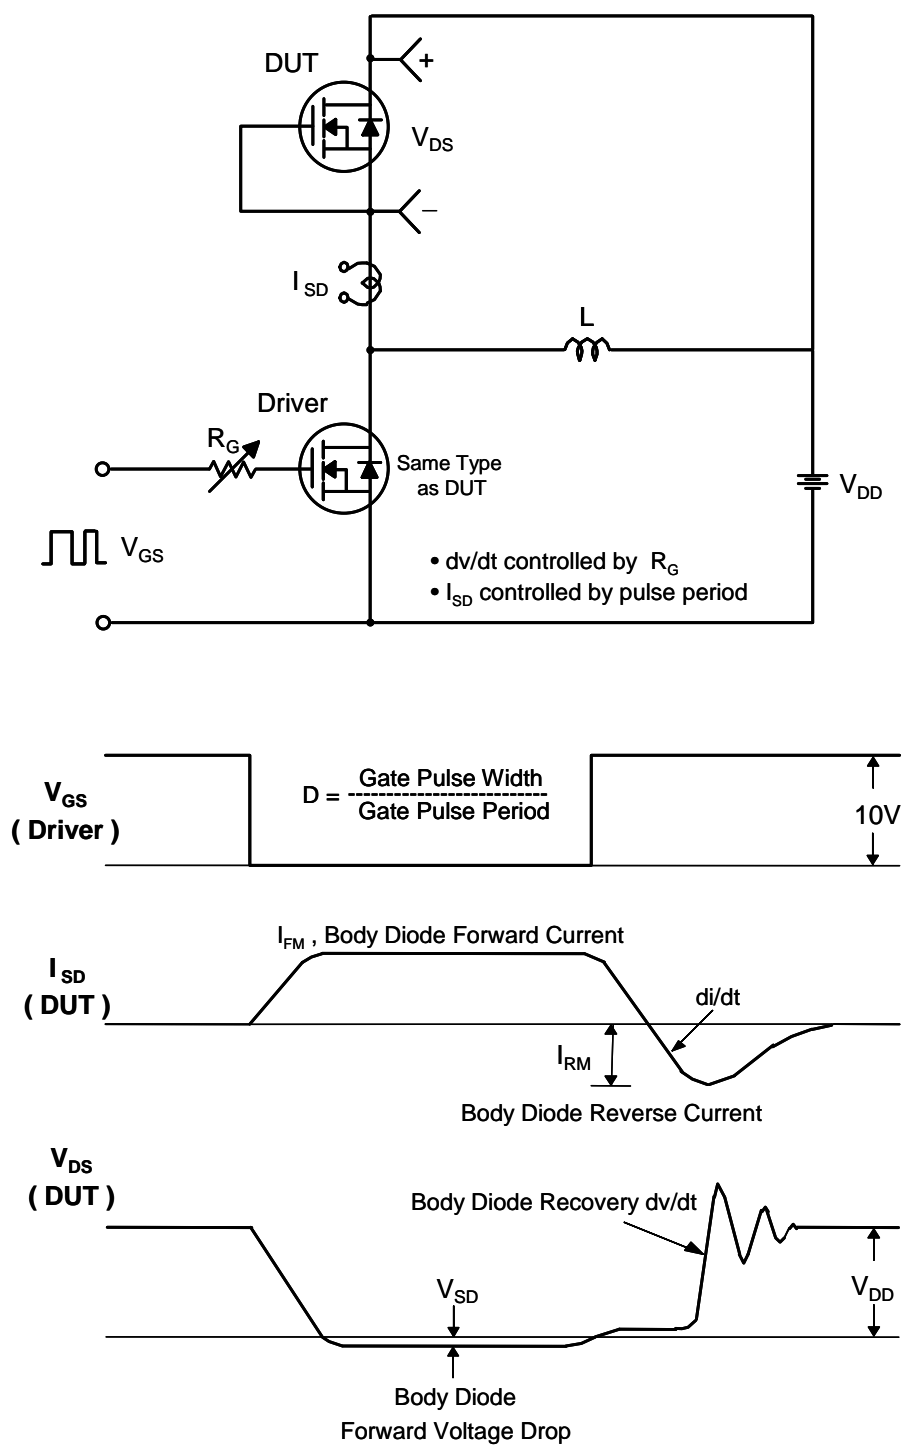 DUT
+
V_DS
_
I_SD
L
Driver
R_G
Same Type
as DUT
V_DD
V_GS
• dv/dt controlled by R_G
• I_SD controlled by pulse period
V_GS
( Driver )
D = Gate Pulse Width
--------------------------
Gate Pulse Period
10V
I_FM , Body Diode Forward Current
I_SD
( DUT )
di/dt
I_RM
Body Diode Reverse Current
V_DS
( DUT )
Body Diode Recovery dv/dt
V_SD
V_DD
Body Diode
Forward Voltage Drop